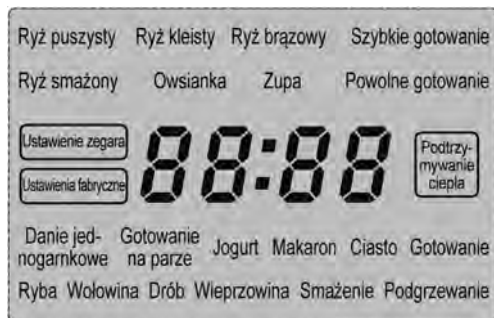 Ryż puszysty Ryż kleisty Ryż brązowy Szybkie gotowanie
Ryż smażony Owsianka Zupa Powolne gotowanie
Ustawienie zegara
Ustawienia fabryczne
88:88
Podtrzy-
mywanie
ciepła
Danie jed-
nogarnkowe
Gotowanie
na parze
Jogurt Makaron Ciasto Gotowanie
Ryba Wołowina Drób Wieprzowina Smażenie Podgrzewanie